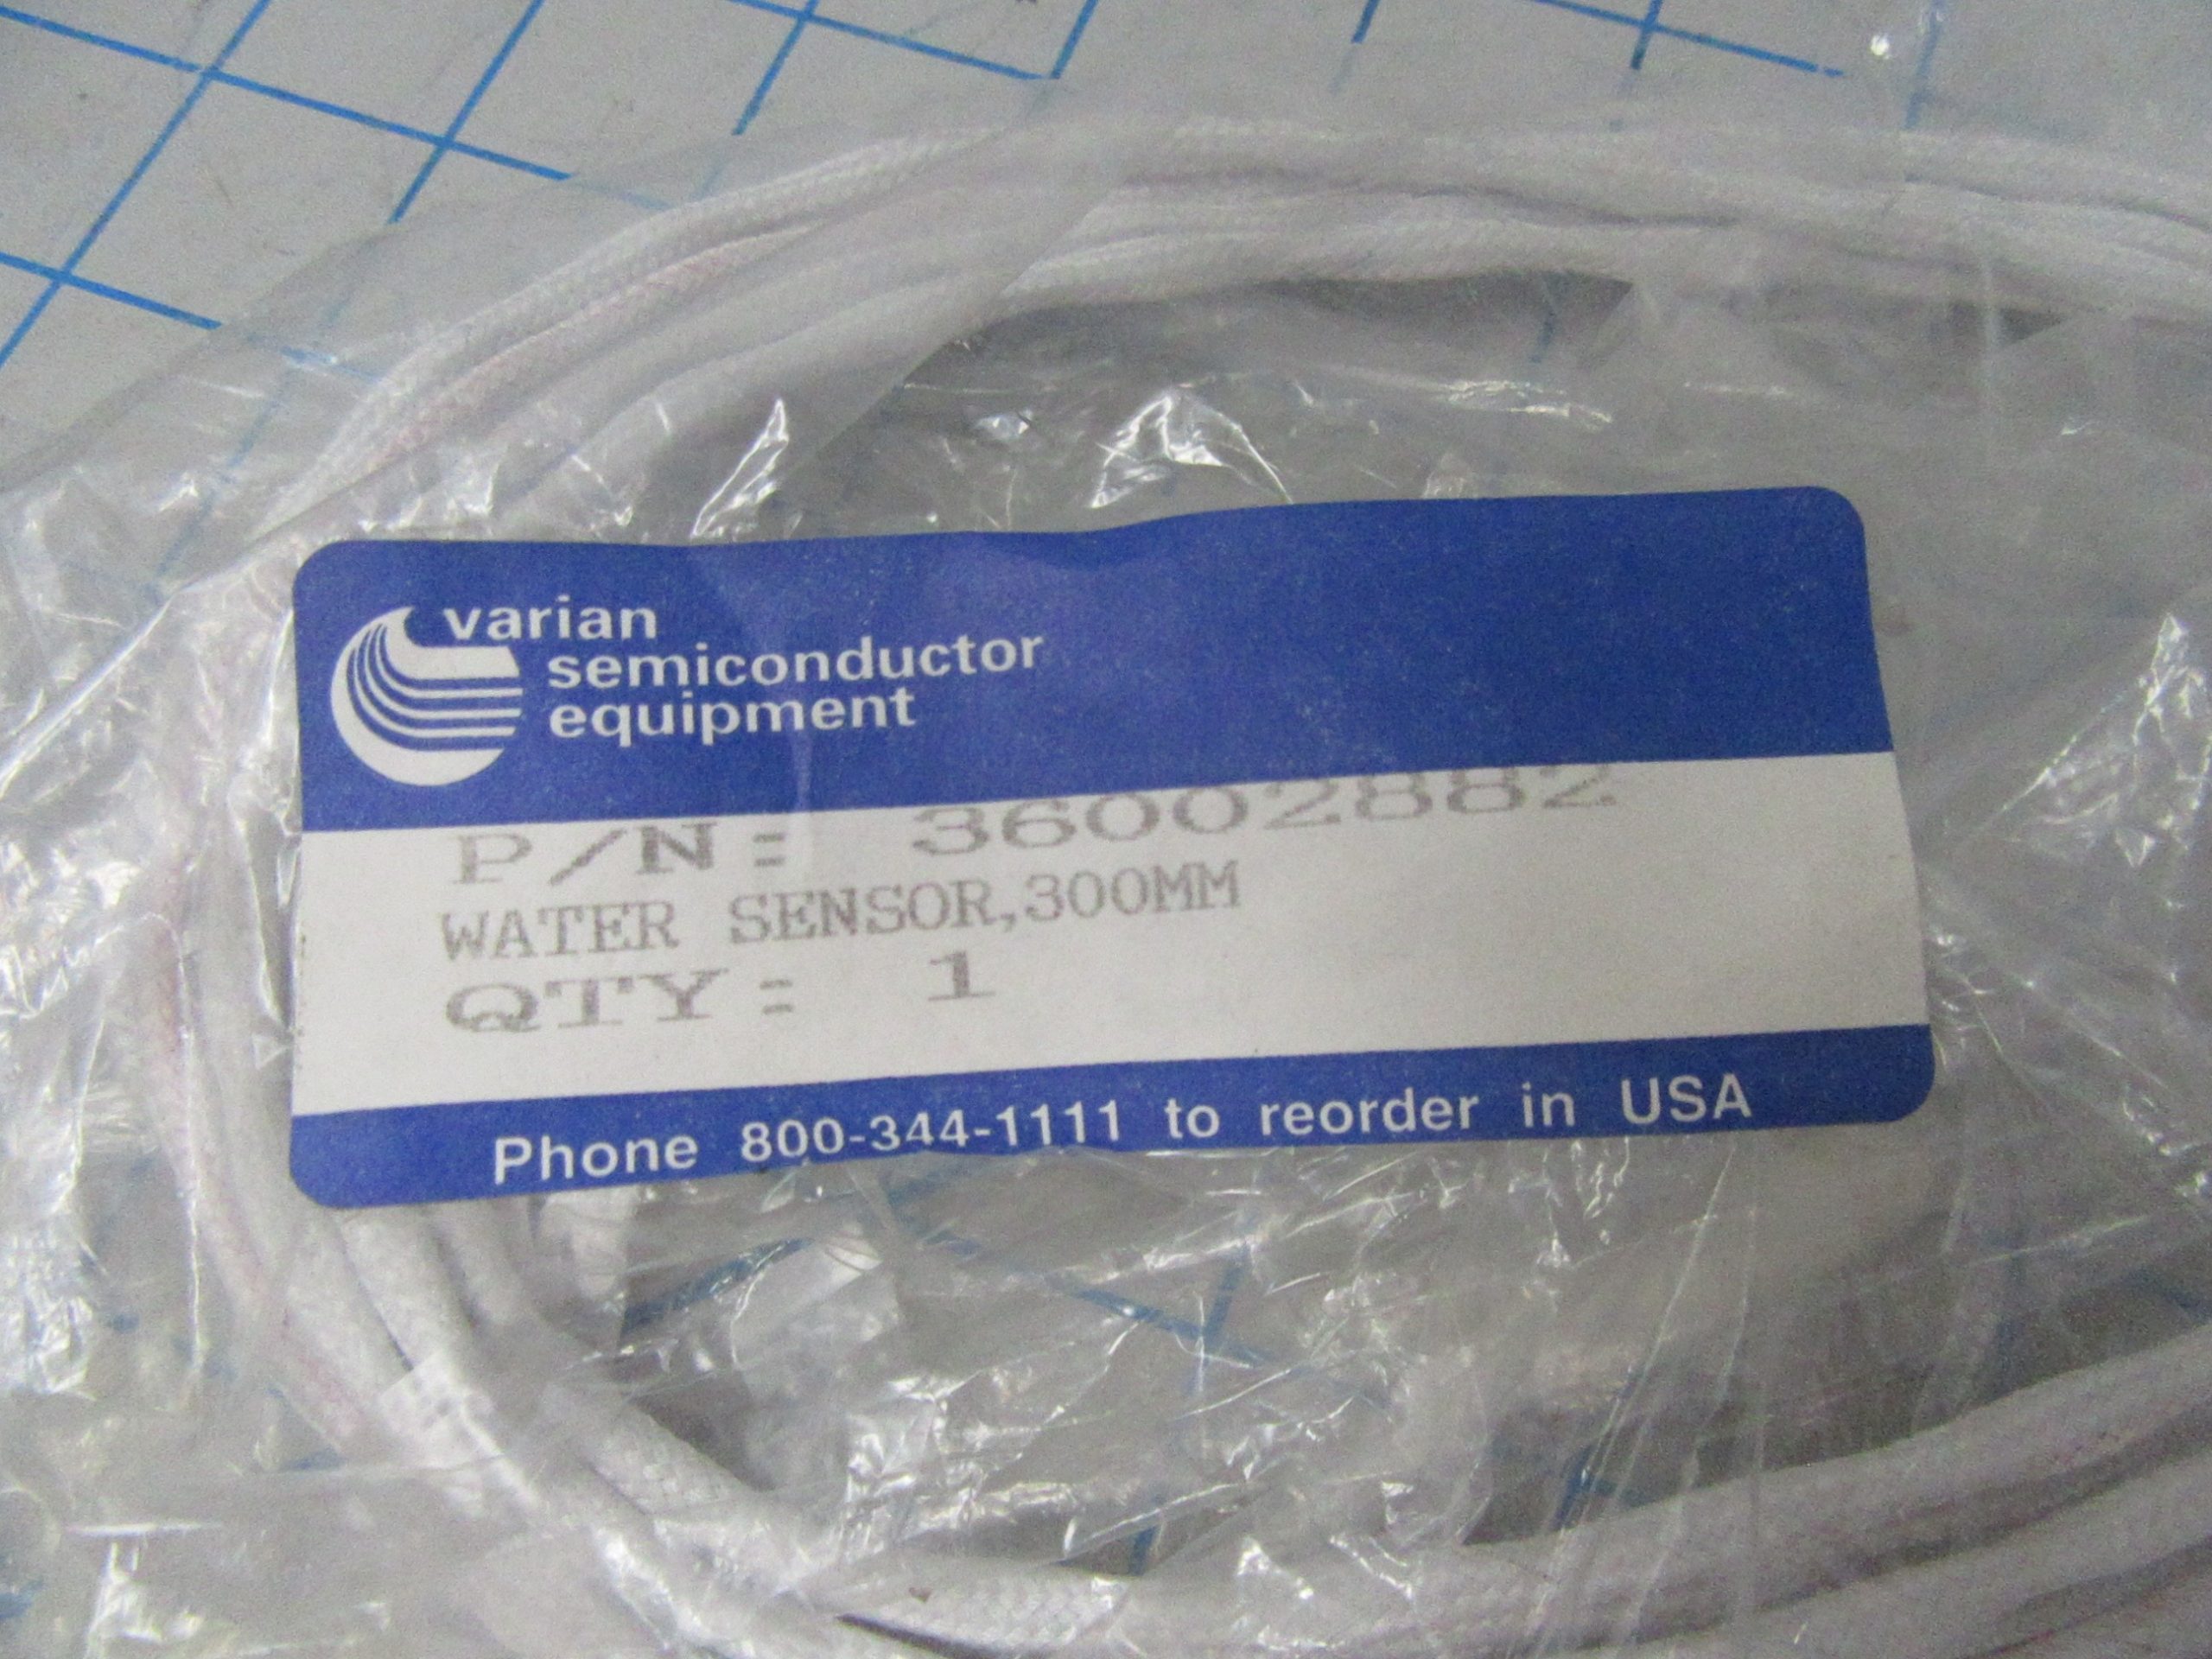 varian
semiconductor
equipment
P/N: 36002882
WATER SENSOR,300MM
QTY: 1
Phone 800-344-1111 to reorder in USA